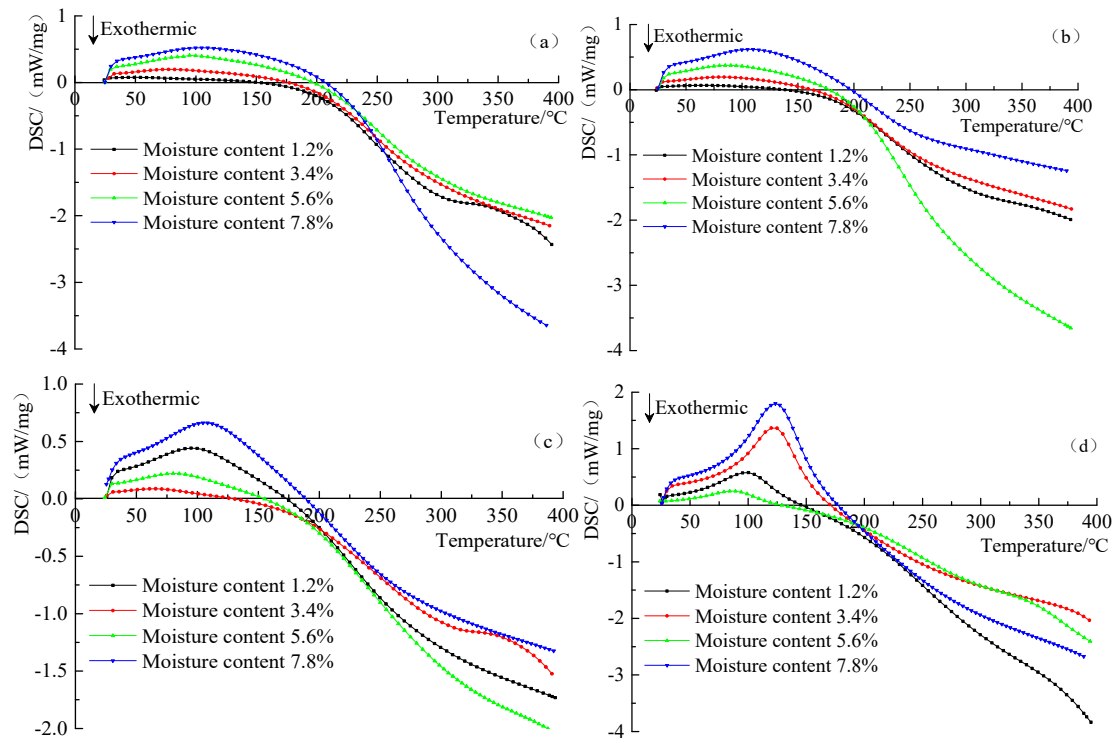 Exothermic
（a）
DSC/（mW/mg）
1
0
-1
-2
-3
-4
0 50 100 150 200 250 300 350 400
Temperature/℃
Moisture content 1.2%
Moisture content 3.4%
Moisture content 5.6%
Moisture content 7.8%
Exothermic
（b）
DSC/（mW/mg）
1
0
-1
-2
-3
-4
0 50 100 150 200 250 300 350 400
Temperature/℃
Moisture content 1.2%
Moisture content 3.4%
Moisture content 5.6%
Moisture content 7.8%
Exothermic
（c）
DSC/（mW/mg）
1.0
0.5
0.0
-0.5
-1.0
-1.5
-2.0
0 50 100 150 200 250 300 350 400
Temperature/℃
Moisture content 1.2%
Moisture content 3.4%
Moisture content 5.6%
Moisture content 7.8%
Exothermic
（d）
DSC/（mW/mg）
2
1
0
-1
-2
-3
-4
0 50 100 150 200 250 300 350 400
Temperature/℃
Moisture content 1.2%
Moisture content 3.4%
Moisture content 5.6%
Moisture content 7.8%